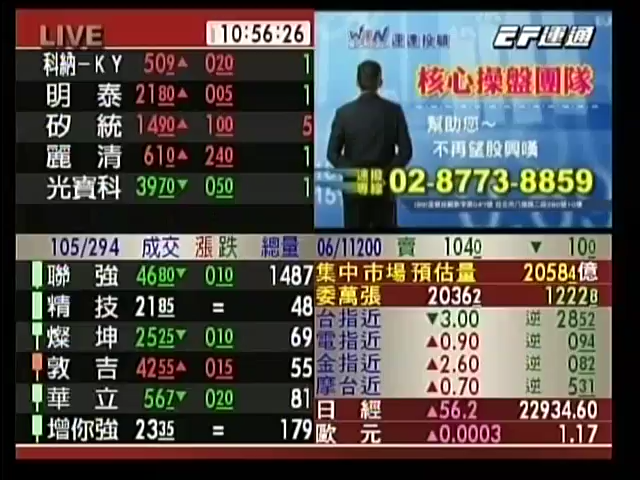 LIVE 10:56:26
科納-KY 509▲ 020 1
明泰 2180▲ 005 1
矽統 1490▲ 100 5
麗清 610▲ 240 1
光寶科 3970▼ 050 1
WIN 運達投顧 EF運通
核心操盤團隊
幫助您~
不再望股興嘆
速撥專線 02-8773-8859
105/294 成交 漲跌 總量
聯強 4680▼ 010 1487
精技 2185 = 48
燦坤 2525▼ 010 69
敦吉 4255▲ 015 55
華立 567▼ 020 81
增你強 2335 = 179
06/11200 賣 1040 ▼ 100
集中市場預估量 20584億
委萬張 20362 12228
台指近 ▼3.00 逆 2852
電指近 ▲0.90 逆 094
金指近 ▲2.60 逆 082
摩台近 ▲0.70 逆 531
日經 ▲56.2 22934.60
歐元 ▲0.0003 1.17